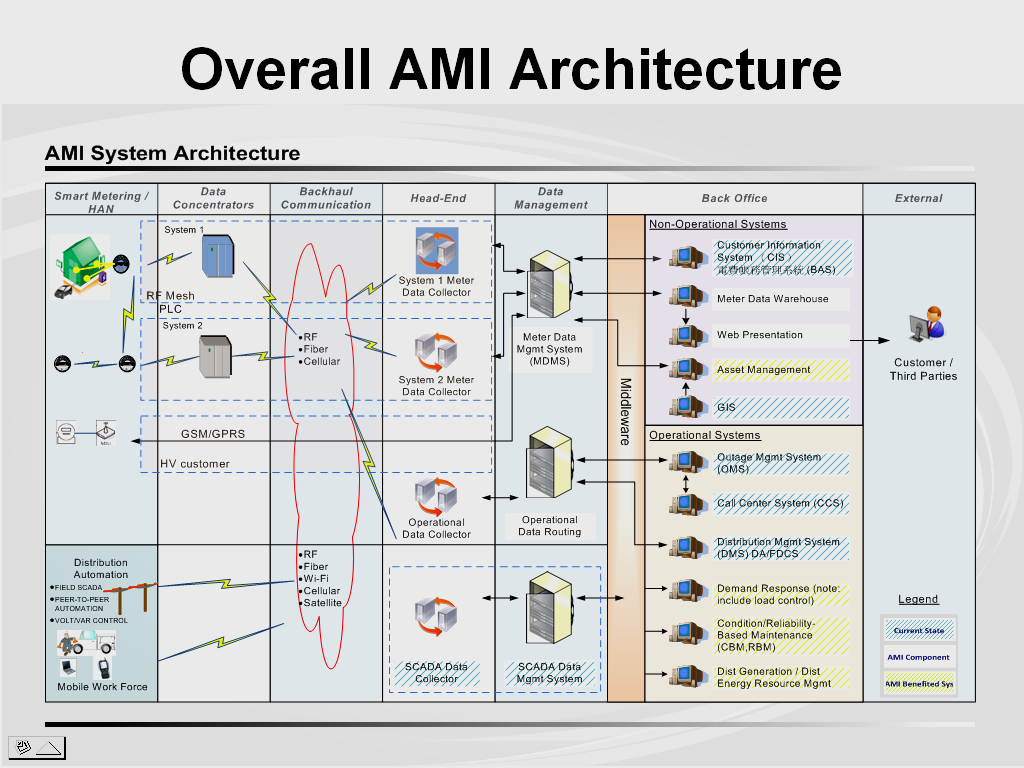 Overall AMI Architecture
AMI System Architecture
Smart Metering /
HAN
Data
Concentrators
Backhaul
Communication
Head-End
Data
Management
Back Office
External
System 1
RF Mesh
PLC
System 2
GSM/GPRS
HV customer
MIU
•RF
•Fiber
•Cellular
System 1 Meter
Data Collector
System 2 Meter
Data Collector
Operational
Data Collector
Meter Data
Mgmt System
(MDMS)
Operational
Data Routing
Middleware
Non-Operational Systems
Customer Information
System （CIS）
電費帳務管理系統 (BAS)
Meter Data Warehouse
Web Presentation
Asset Management
GIS
Operational Systems
Outage Mgmt System
(OMS)
Call Center System (CCS)
Distribution Mgmt System
(DMS) DA/FDCS
Demand Response (note:
include load control)
Condition/Reliability-
Based Maintenance
(CBM,RBM)
Dist Generation / Dist
Energy Resource Mgmt
Customer /
Third Parties
Distribution
Automation
•FIELD SCADA
•PEER-TO-PEER
AUTOMATION
•VOLT/VAR CONTROL
Mobile Work Force
•RF
•Fiber
•Wi-Fi
•Cellular
•Satellite
SCADA Data
Collector
SCADA Data
Mgmt System
Legend
Current State
AMI Component
AMI Benefited Sys